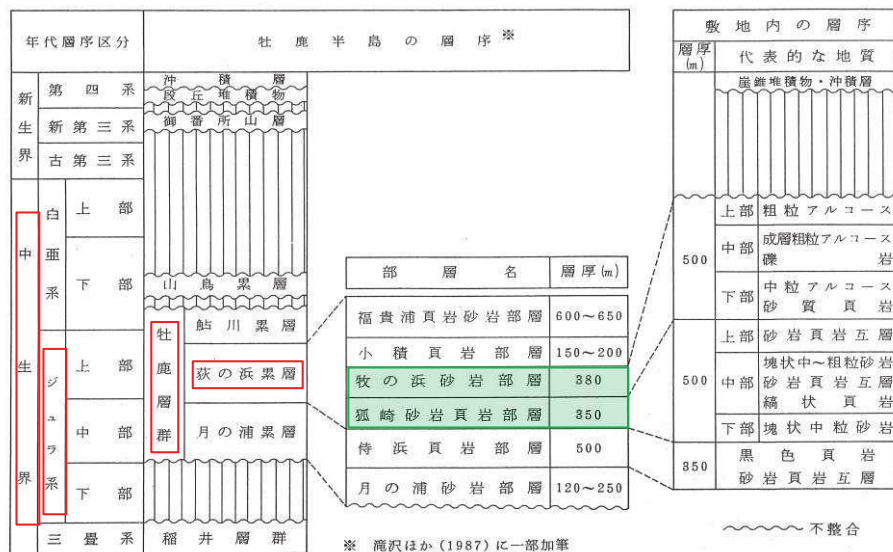 年代層序区分
牡鹿半島の層序※
敷地内の層序
層厚(m)
代表的な地質
新生界
第四系
新第三系
古第三系
中生界
白亜系
上部
下部
ジュラ系
上部
中部
下部
三畳系
沖積層
段丘堆積物
御番所山層
山鳥累層
牡鹿層群
鮎川累層
荻の浜累層
月の浦累層
稲井層群
部層名
層厚(m)
福貴浦頁岩砂岩部層 600~650
小積頁岩部層 150~200
牧の浜砂岩部層 380
狐崎砂岩頁岩部層 350
侍浜頁岩部層 500
月の浦砂岩部層 120~250
※ 滝沢ほか(1987)に一部加筆
崖錐堆積物・沖積層
500
上部 粗粒アルコース
中部 成層粗粒アルコース
礫岩
下部 中粒アルコース
砂質頁岩
500
上部 砂岩頁岩互層
中部 塊状中~粗粒砂岩
砂岩頁岩互層
縞状頁岩
下部 塊状中粒砂岩
850
黒色頁岩
砂岩頁岩互層
不整合